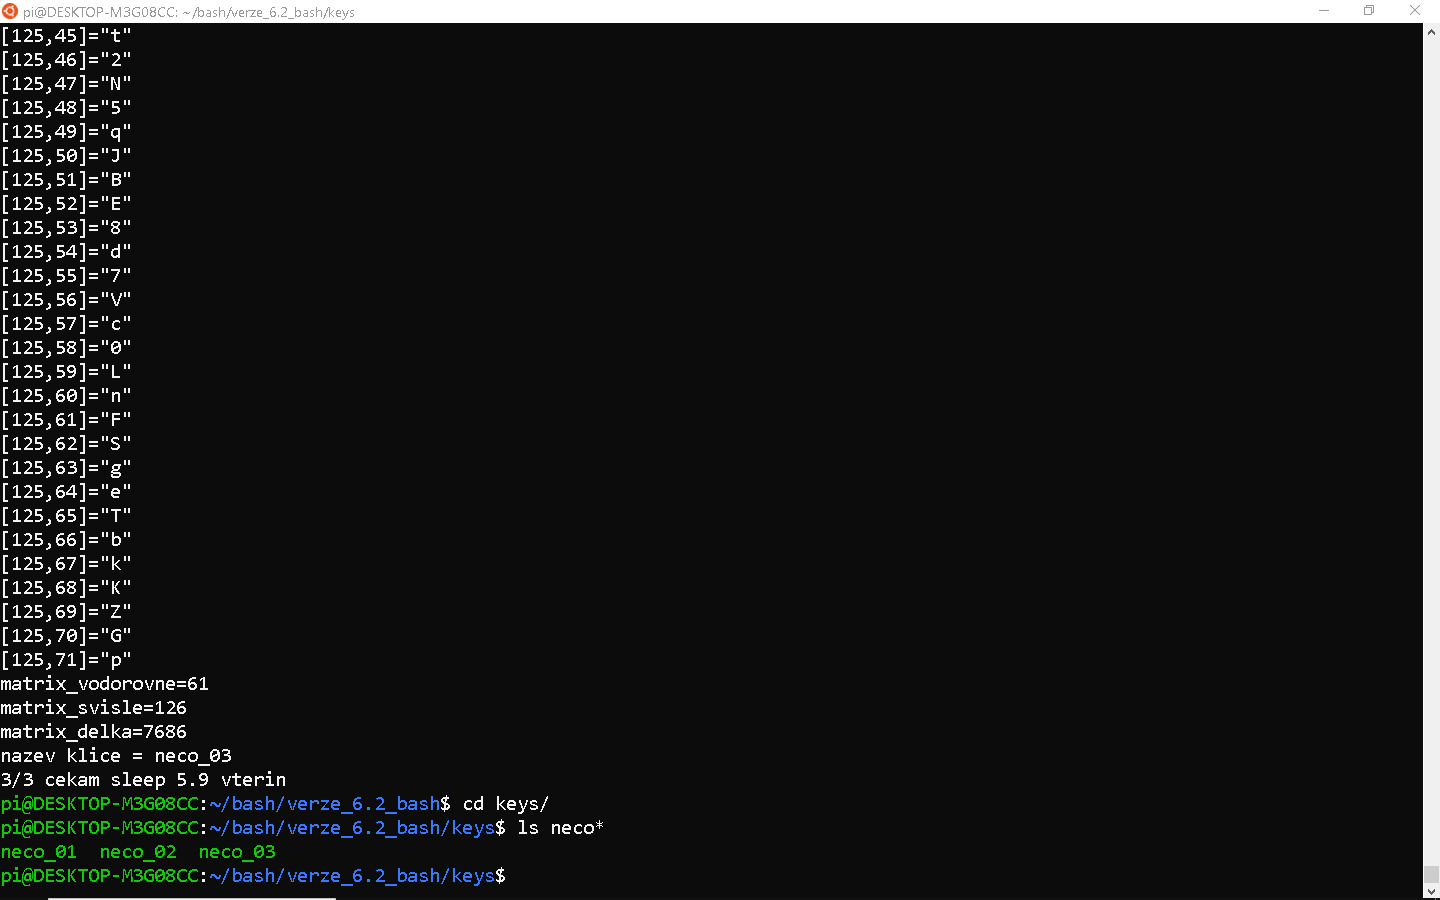 pi@DESKTOP-M3G08CC: ~/bash/verze_6.2_bash/keys
[125,45]="t"
[125,46]="2"
[125,47]="N"
[125,48]="5"
[125,49]="q"
[125,50]="J"
[125,51]="B"
[125,52]="E"
[125,53]="8"
[125,54]="d"
[125,55]="7"
[125,56]="V"
[125,57]="c"
[125,58]="0"
[125,59]="L"
[125,60]="n"
[125,61]="F"
[125,62]="S"
[125,63]="g"
[125,64]="e"
[125,65]="T"
[125,66]="b"
[125,67]="k"
[125,68]="K"
[125,69]="Z"
[125,70]="G"
[125,71]="p"
matrix_vodorovne=61
matrix_svisle=126
matrix_delka=7686
nazev klice = neco_03
3/3 cekam sleep 5.9 vterin
pi@DESKTOP-M3G08CC:~/bash/verze_6.2_bash$ cd keys/
pi@DESKTOP-M3G08CC:~/bash/verze_6.2_bash/keys$ ls neco*
neco_01  neco_02  neco_03
pi@DESKTOP-M3G08CC:~/bash/verze_6.2_bash/keys$